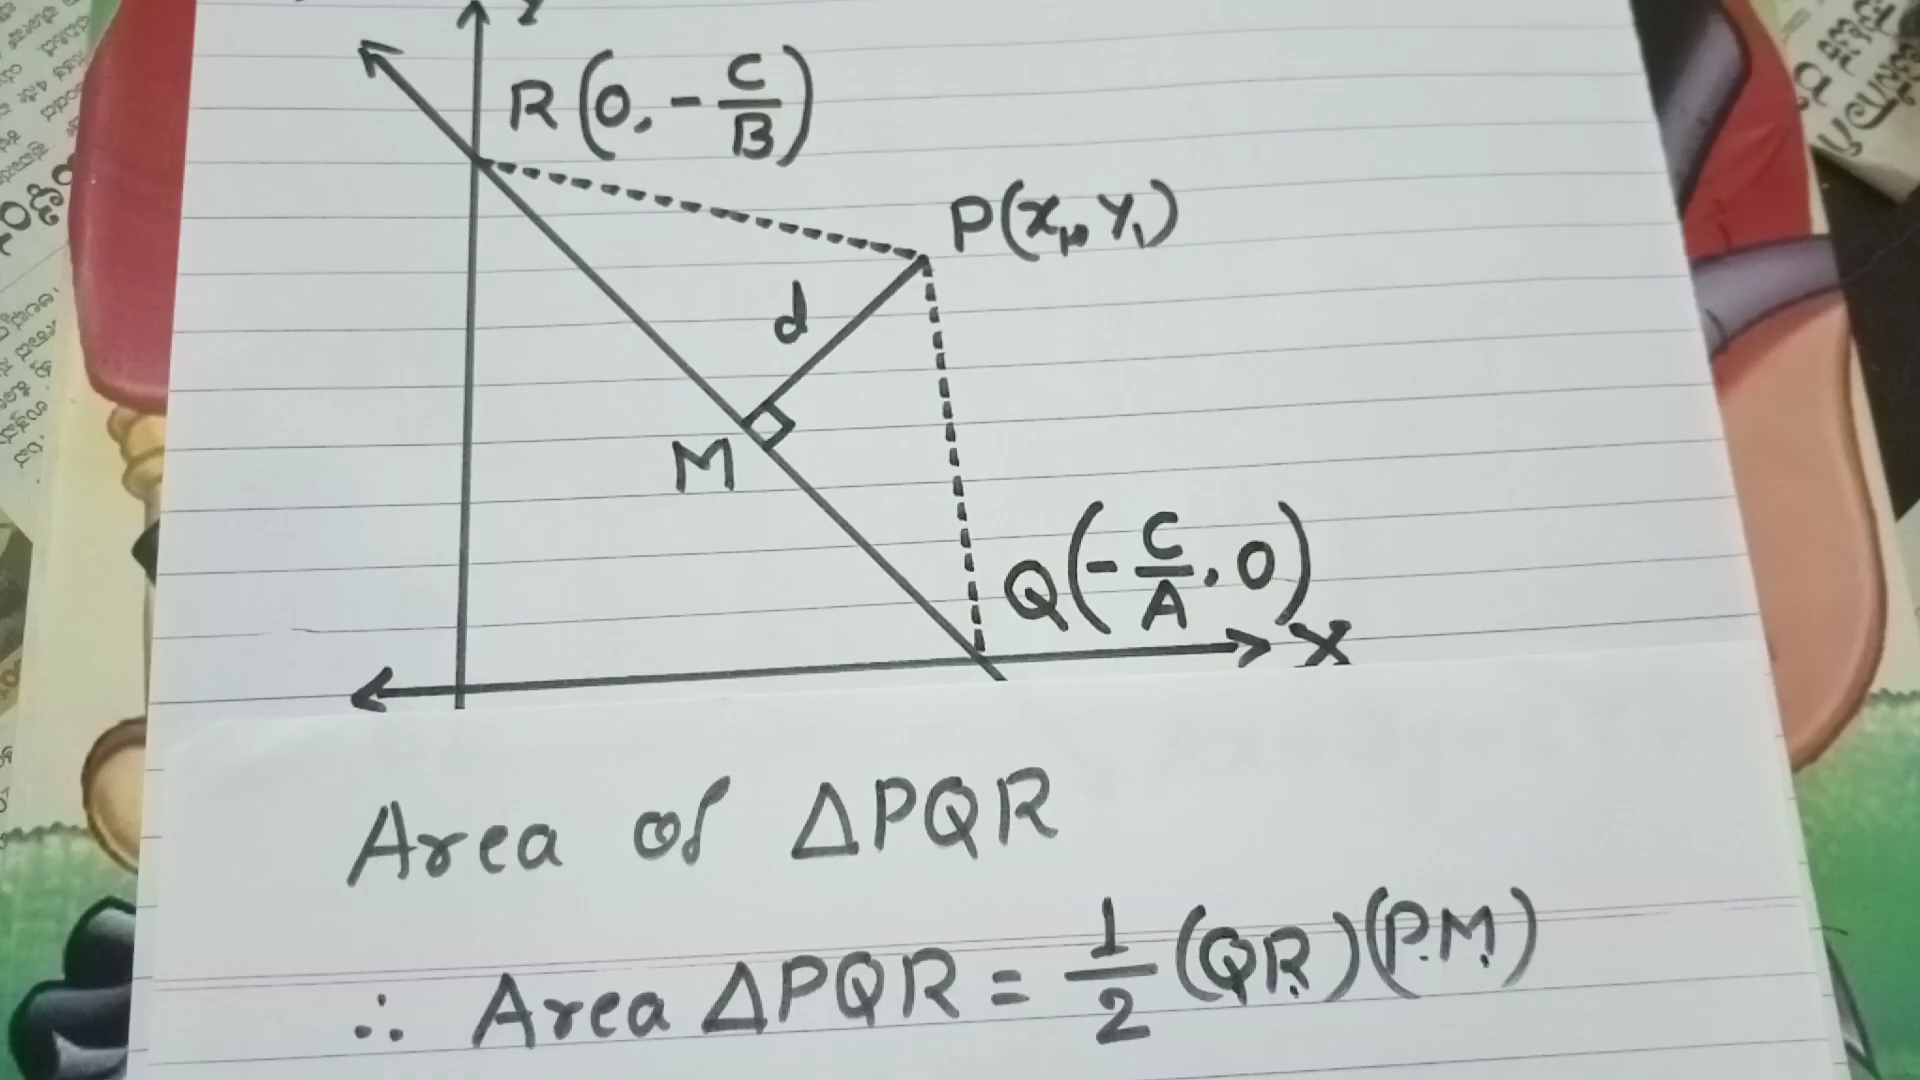 Y
R(0, -C/B)
P(x₁, y₁)
d
M
Q(-C/A, 0)
X
Area of ΔPQR
∴ Area ΔPQR = 1/2 (QR)(PM)